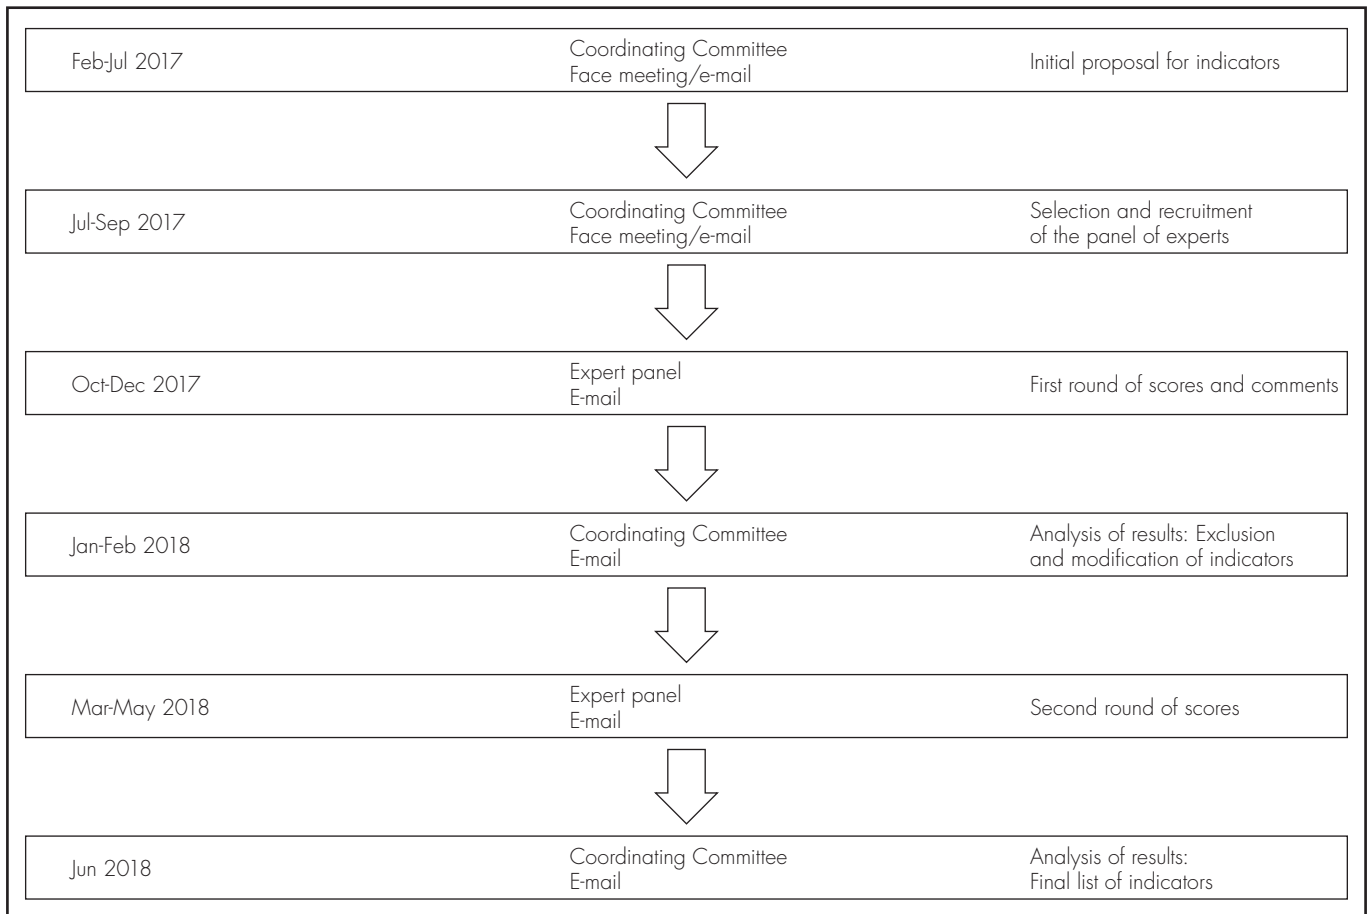 Feb-Jul 2017
Coordinating Committee
Face meeting/e-mail
Initial proposal for indicators
Jul-Sep 2017
Coordinating Committee
Face meeting/e-mail
Selection and recruitment
of the panel of experts
Oct-Dec 2017
Expert panel
E-mail
First round of scores and comments
Jan-Feb 2018
Coordinating Committee
E-mail
Analysis of results: Exclusion
and modification of indicators
Mar-May 2018
Expert panel
E-mail
Second round of scores
Jun 2018
Coordinating Committee
E-mail
Analysis of results:
Final list of indicators